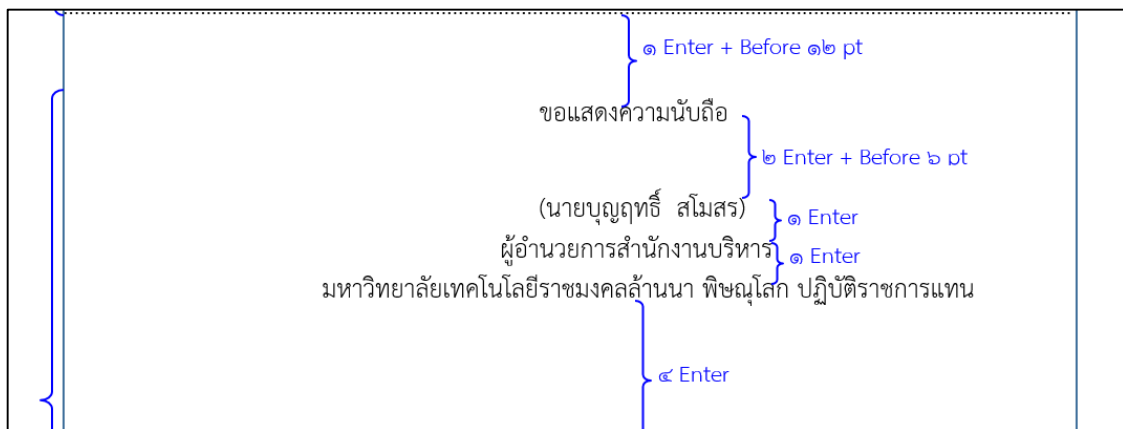 ๑ Enter + Before ๑๒ pt
ขอแสดงความนับถือ
๒ Enter + Before ๖ pt
(นายบุญฤทธิ์ สโมสร)
๑ Enter
ผู้อำนวยการสำนักงานบริหาร
๑ Enter
มหาวิทยาลัยเทคโนโลยีราชมงคลล้านนา พิษณุโลก ปฏิบัติราชการแทน
๔ Enter